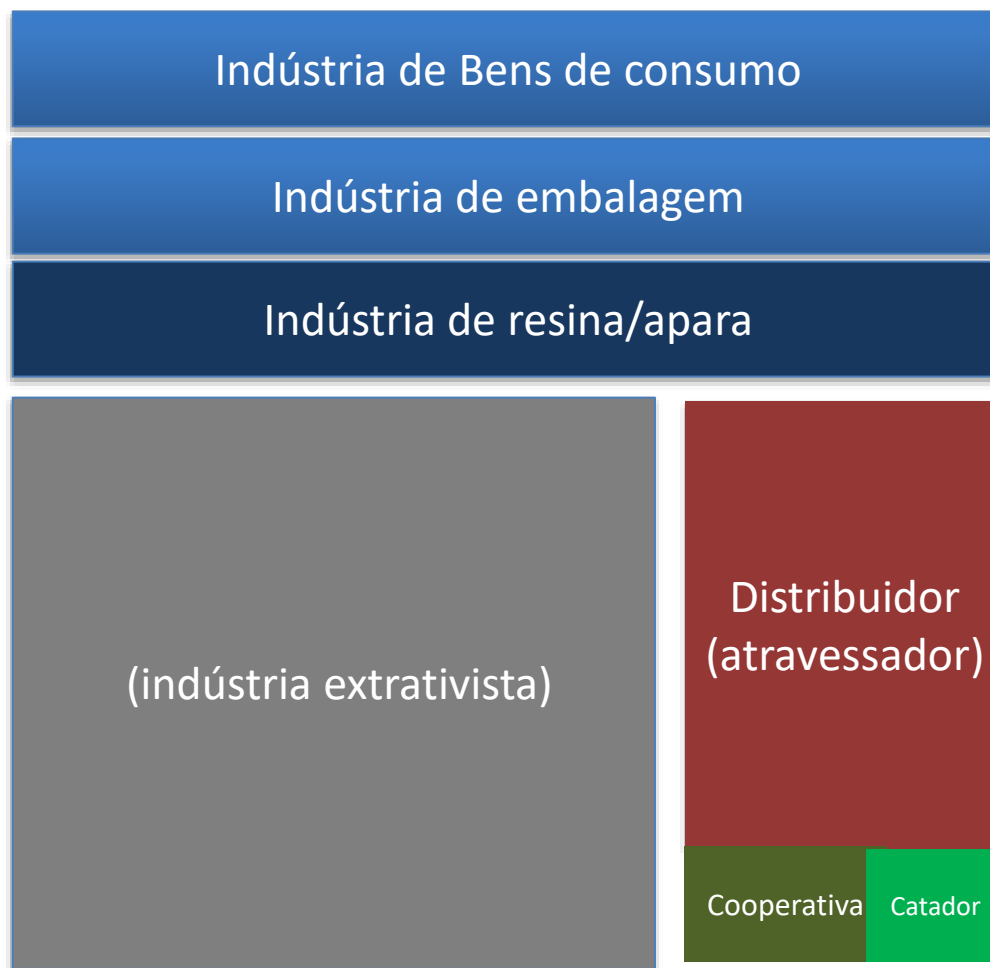 Indústria de Bens de consumo
Indústria de embalagem
Indústria de resina/apara
(indústria extrativista)
Distribuidor
(atravessador)
Cooperativa
Catador